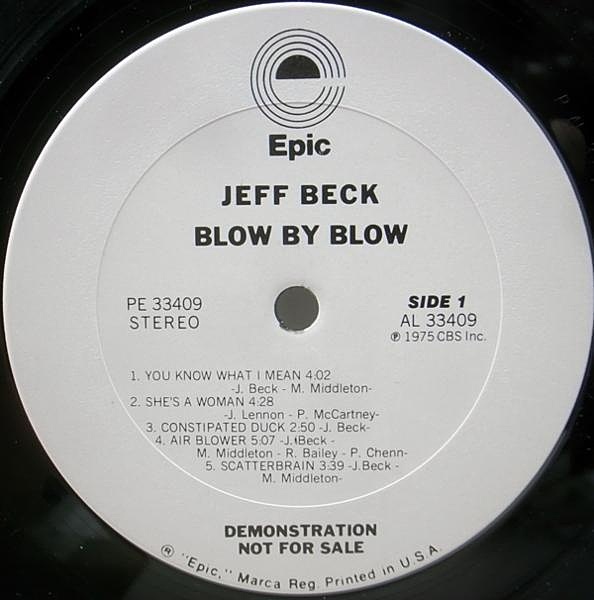 Epic
JEFF BECK
BLOW BY BLOW
PE 33409
STEREO
SIDE 1
AL 33409
℗ 1975 CBS Inc.
1. YOU KNOW WHAT I MEAN 4:02
-J. Beck - M. Middleton-
2. SHE'S A WOMAN 4:28
-J. Lennon - P. McCartney-
3. CONSTIPATED DUCK 2:50 -J. Beck-
4. AIR BLOWER 5:07 -J. Beck -
M. Middleton - R. Bailey - P. Chenn-
5. SCATTERBRAIN 3:39 -J.Beck -
M. Middleton-
DEMONSTRATION
NOT FOR SALE
® "Epic," Marca Reg. Printed in U.S.A.